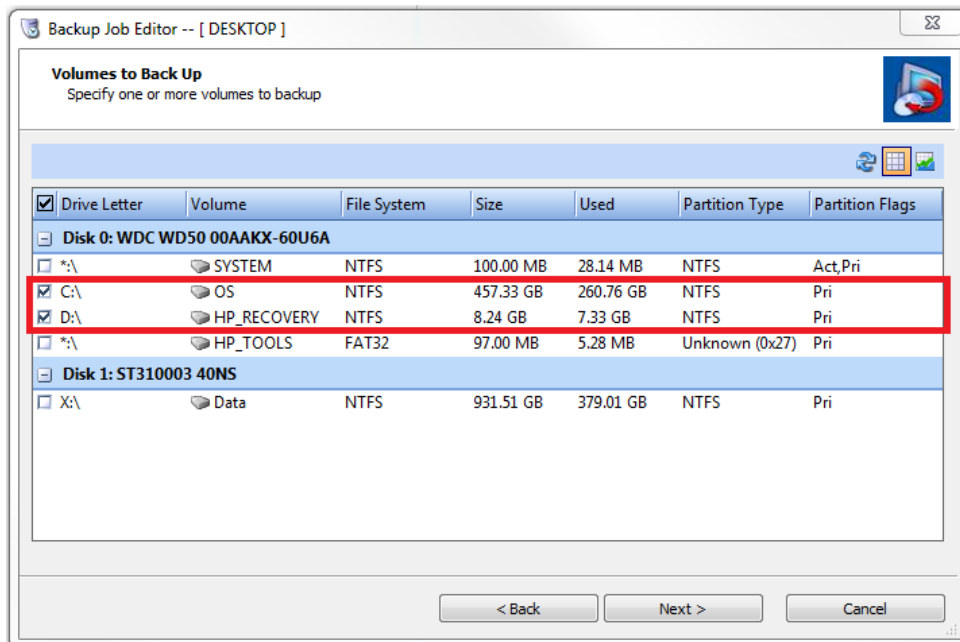 Backup Job Editor -- [ DESKTOP ]
Volumes to Back Up
Specify one or more volumes to backup
Drive Letter Volume File System Size Used Partition Type Partition Flags
Disk 0: WDC WD50 00AAKX-60U6A
*:\ SYSTEM NTFS 100.00 MB 28.14 MB NTFS Act,Pri
C:\ OS NTFS 457.33 GB 260.76 GB NTFS Pri
D:\ HP_RECOVERY NTFS 8.24 GB 7.33 GB NTFS Pri
*:\ HP_TOOLS FAT32 97.00 MB 5.28 MB Unknown (0x27) Pri
Disk 1: ST310003 40NS
X:\ Data NTFS 931.51 GB 379.01 GB NTFS Pri
< Back Next > Cancel